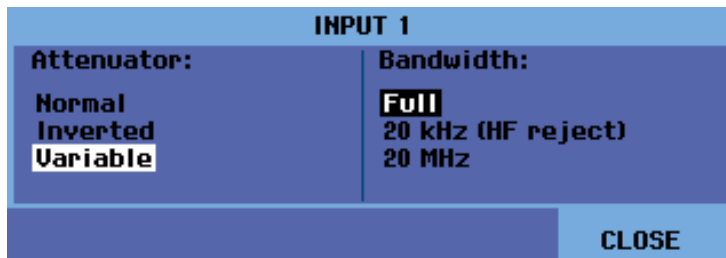 INPUT 1
Attenuator:
Normal
Inverted
Variable
Bandwidth:
Full
20 kHz (HF reject)
20 MHz
CLOSE